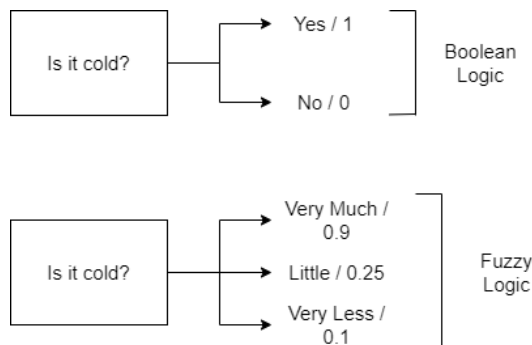 Is it cold?
Yes / 1
No / 0
Boolean
Logic
Is it cold?
Very Much /
0.9
Little / 0.25
Very Less /
0.1
Fuzzy
Logic